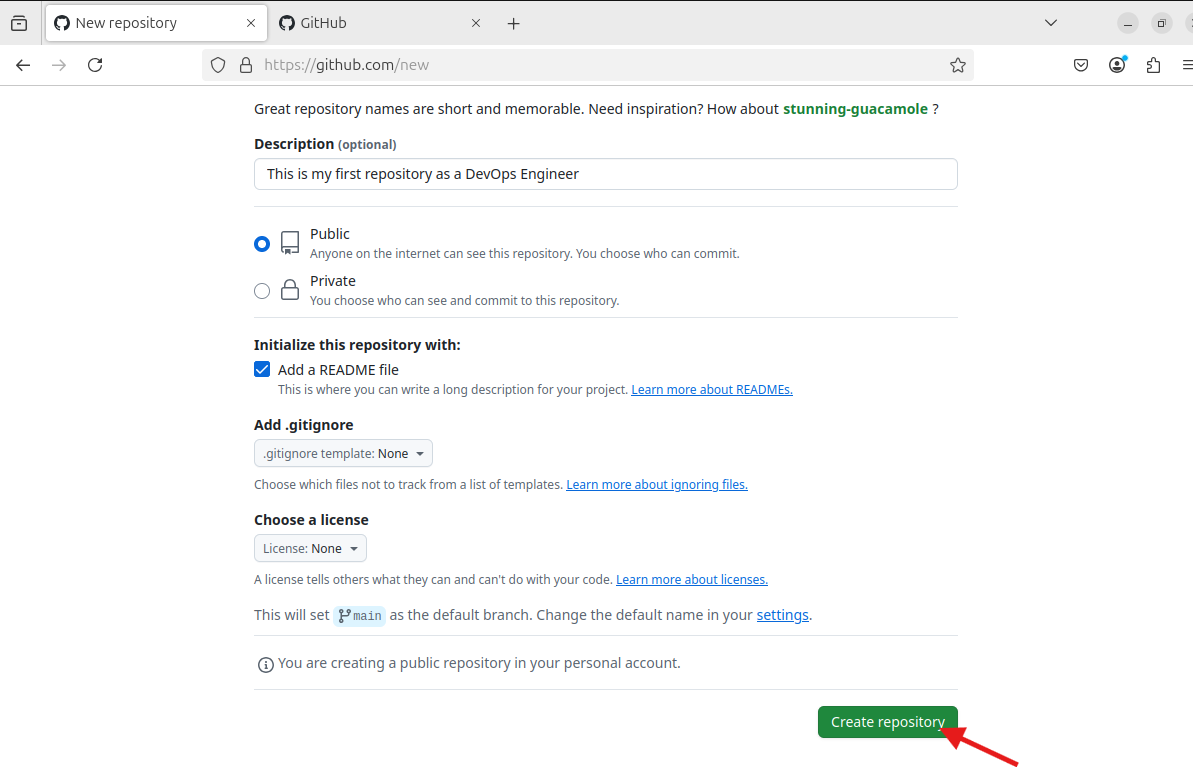 New repository
GitHub
https://github.com/new
Great repository names are short and memorable. Need inspiration? How about stunning-guacamole ?
Description (optional)
This is my first repository as a DevOps Engineer
Public
Anyone on the internet can see this repository. You choose who can commit.
Private
You choose who can see and commit to this repository.
Initialize this repository with:
Add a README file
This is where you can write a long description for your project. Learn more about READMEs.
Add .gitignore
.gitignore template: None
Choose which files not to track from a list of templates. Learn more about ignoring files.
Choose a license
License: None
A license tells others what they can and can't do with your code. Learn more about licenses.
This will set main as the default branch. Change the default name in your settings.
You are creating a public repository in your personal account.
Create repository